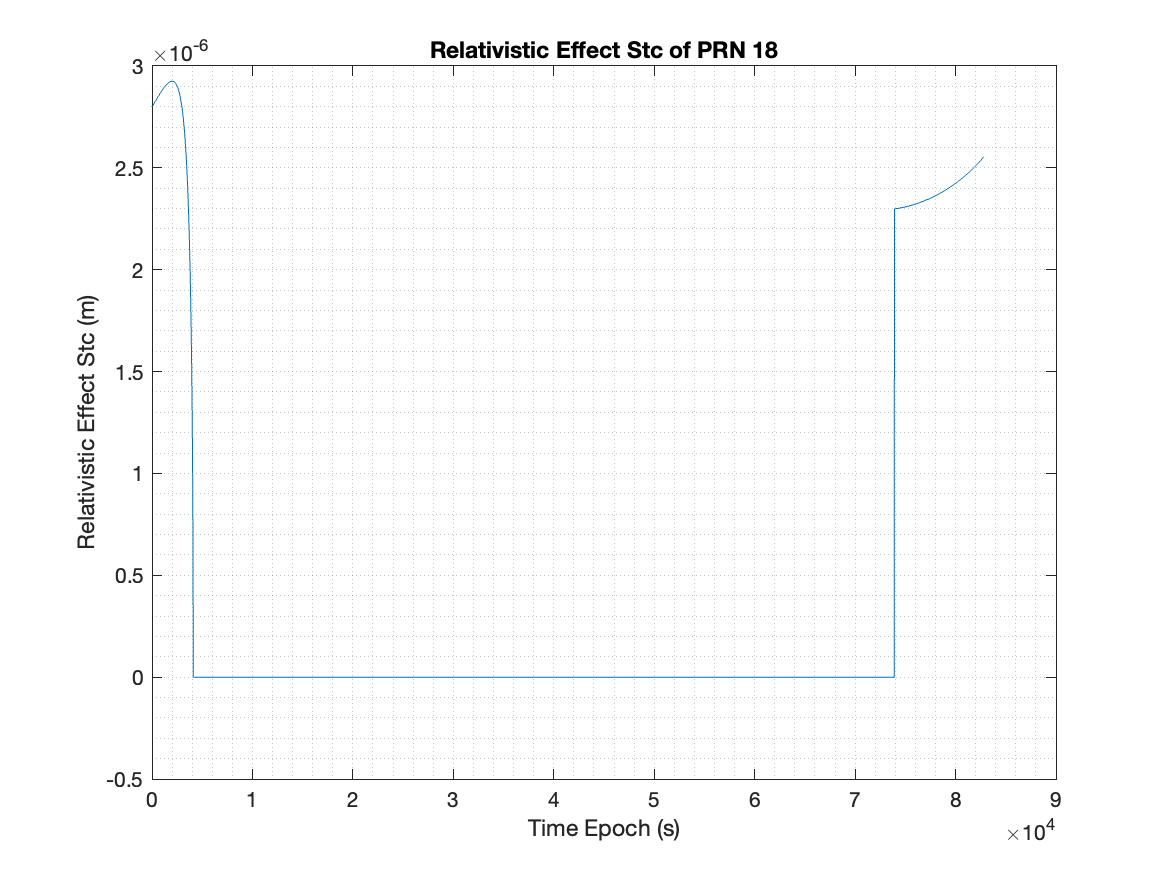 Relativistic Effect Stc of PRN 18
×10⁻⁶
3
2.5
2
1.5
1
0.5
0
-0.5
Relativistic Effect Stc (m)
0 1 2 3 4 5 6 7 8 9
Time Epoch (s)
×10⁴